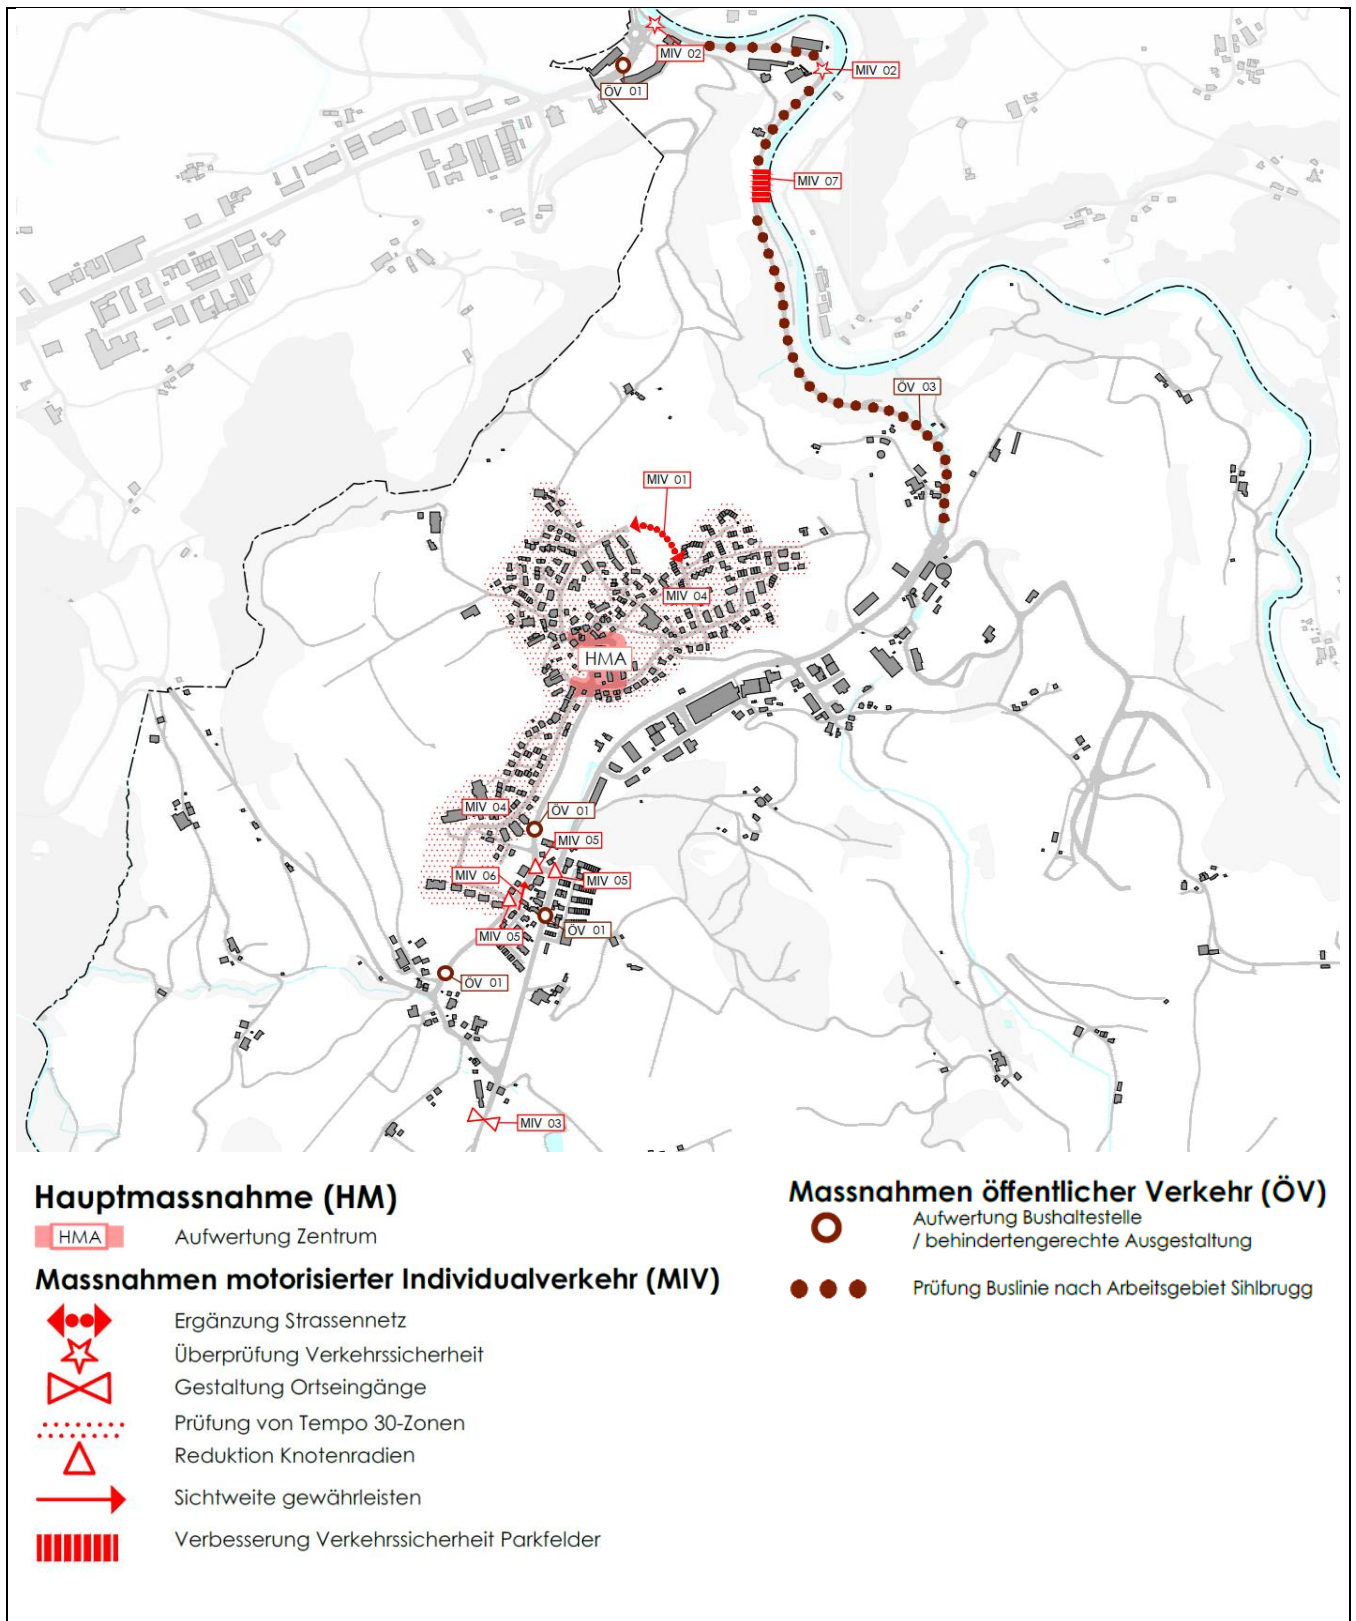 MIV 02
MIV 02
ÖV 01
MIV 07
ÖV 03
MIV 01
MIV 04
HMA
MIV 04
ÖV 01
MIV 05
MIV 06
MIV 05
ÖV 01
MIV 05
ÖV 01
MIV 03
Hauptmassnahme (HM)
HMA Aufwertung Zentrum
Massnahmen motorisierter Individualverkehr (MIV)
Ergänzung Strassennetz
Überprüfung Verkehrssicherheit
Gestaltung Ortseingänge
Prüfung von Tempo 30-Zonen
Reduktion Knotenradien
Sichtweite gewährleisten
Verbesserung Verkehrssicherheit Parkfelder
Massnahmen öffentlicher Verkehr (ÖV)
Aufwertung Bushaltestelle
/ behindertengerechte Ausgestaltung
Prüfung Buslinie nach Arbeitsgebiet Sihlbrugg